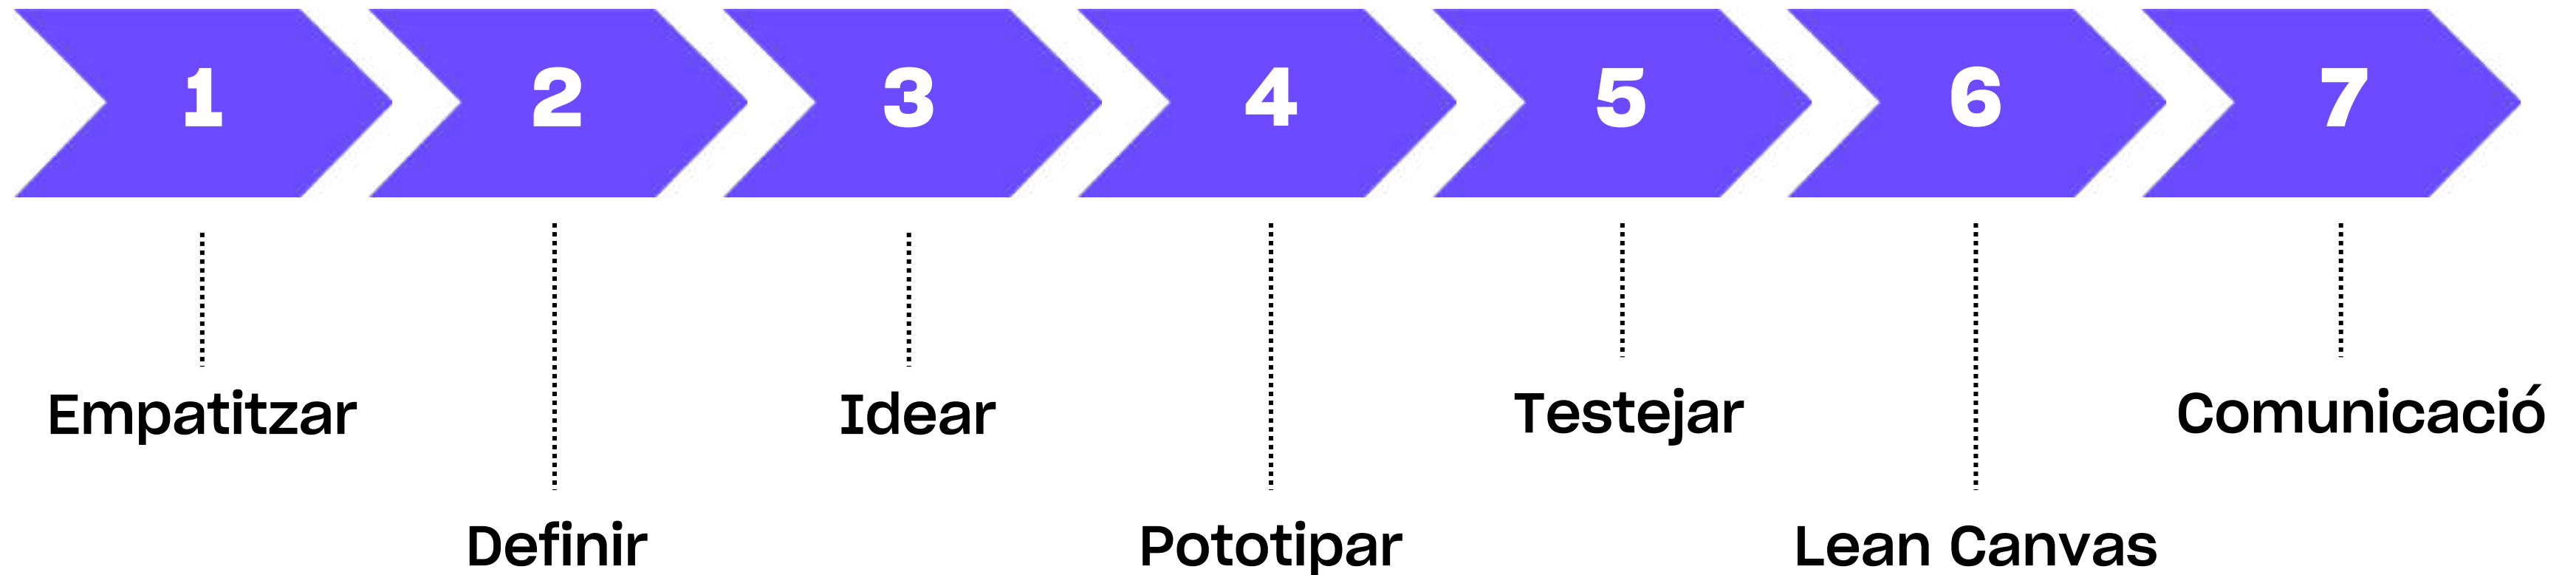 1 2 3 4 5 6 7
Empatitzar
Definir
Idear
Pototipar
Testejar
Lean Canvas
Comunicació